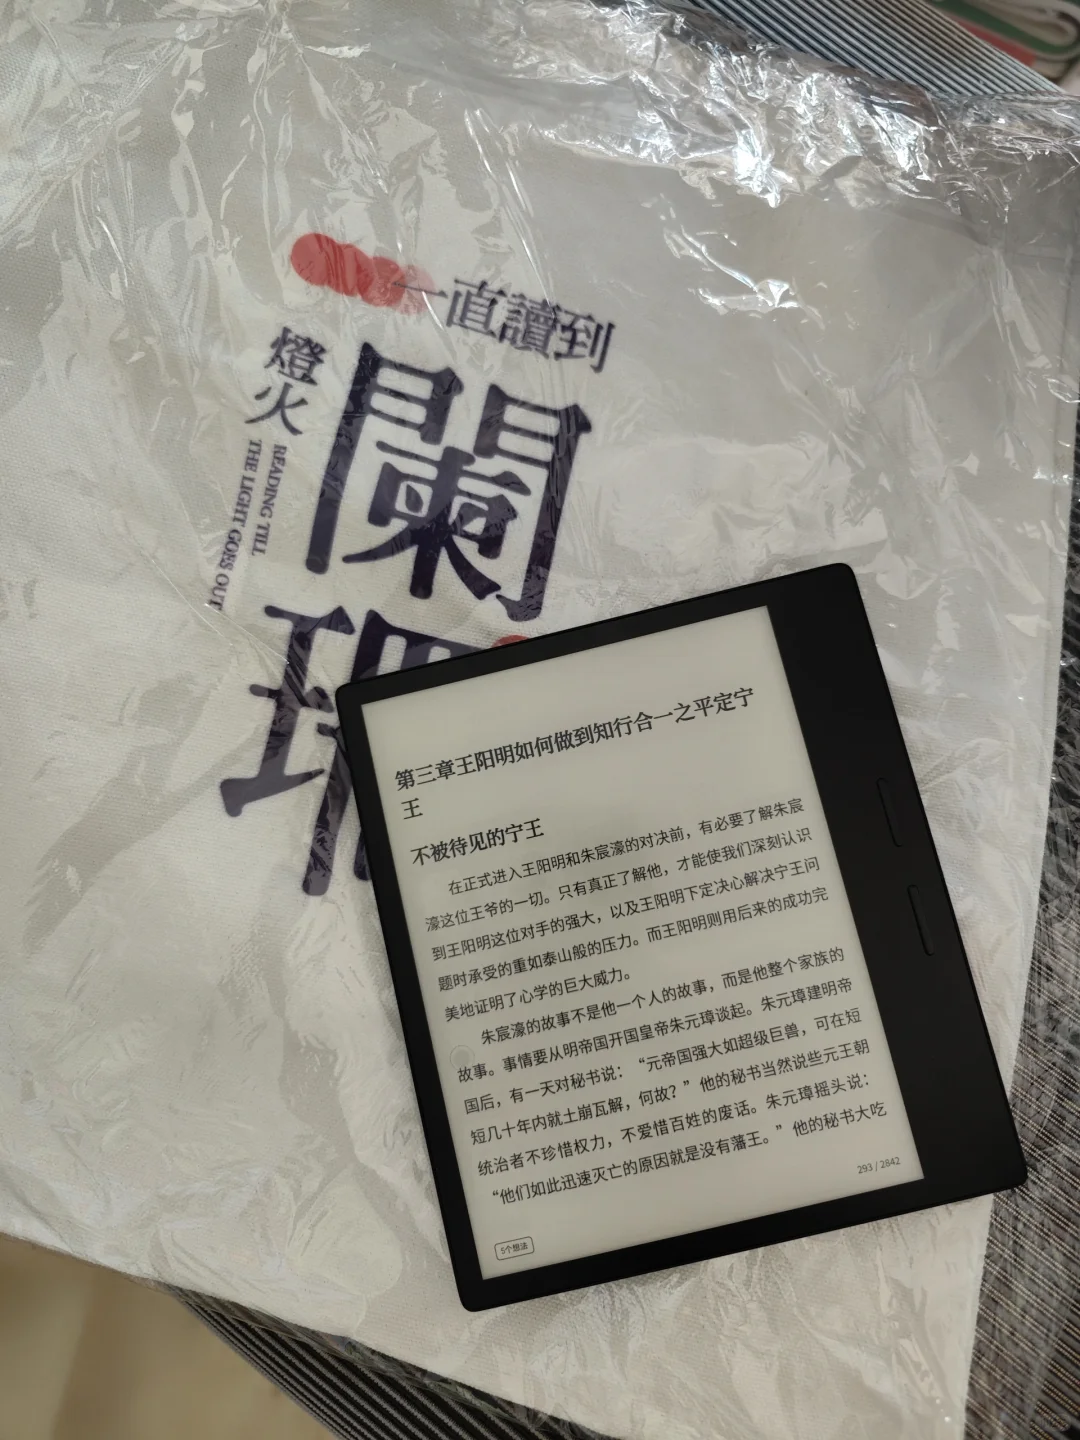 一直讀到
燈火
闌
珊
READING TILL
THE LIGHT GOES OUT
第三章王阳明如何做到知行合一之平定宁
王
不被待见的宁王
在正式进入王阳明和朱宸濠的对决前，有必要了解朱宸
濠这位王爷的一切。只有真正了解他，才能使我们深刻认识
到王阳明这位对手的强大，以及王阳明下定决心解决宁王问
题时承受的重如泰山般的压力。而王阳明则用后来的成功完
美地证明了心学的巨大威力。
朱宸濠的故事不是他一个人的故事，而是他整个家族的
故事。事情要从明帝国开国皇帝朱元璋谈起。朱元璋建明帝
国后，有一天对秘书说：“元帝国强大如超级巨兽，可在短
短几十年内就土崩瓦解，何故？”他的秘书当然说些元王朝
统治者不珍惜权力，不爱惜百姓的废话。朱元璋摇头说：
“他们如此迅速灭亡的原因就是没有藩王。”他的秘书大吃
293 / 2842
5个想法